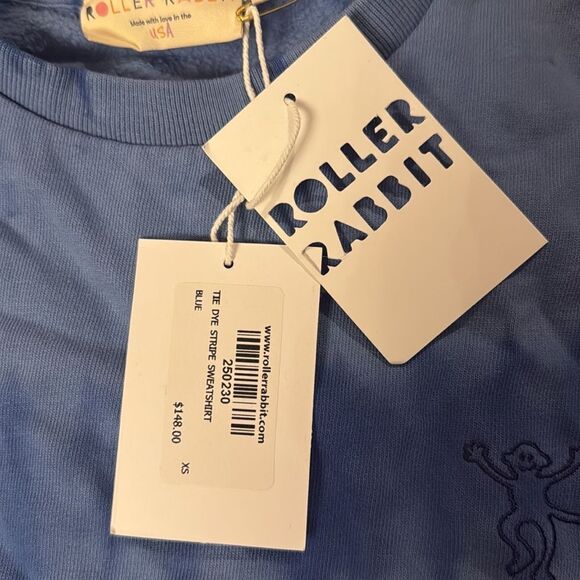 ROLLER RABBIT
Made with love in the
USA
ROLLER
RABBIT
www.rollerrabbit.com
250230
TIE DYE STRIPE SWEATSHIRT
BLUE
$148.00
XS